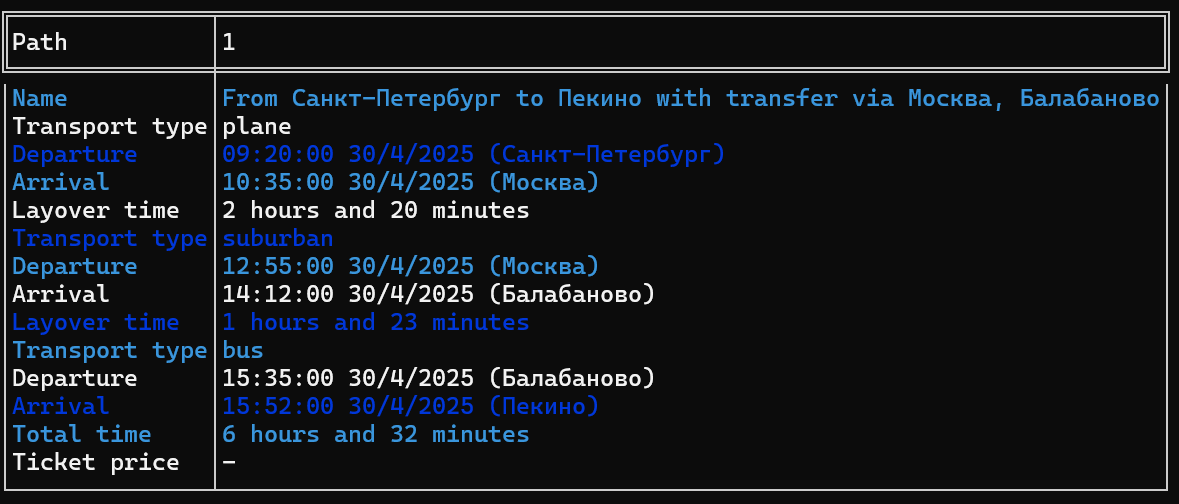 Path 1
Name From Санкт-Петербург to Пекино with transfer via Москва, Балабаново
Transport type plane
Departure 09:20:00 30/4/2025 (Санкт-Петербург)
Arrival 10:35:00 30/4/2025 (Москва)
Layover time 2 hours and 20 minutes
Transport type suburban
Departure 12:55:00 30/4/2025 (Москва)
Arrival 14:12:00 30/4/2025 (Балабаново)
Layover time 1 hours and 23 minutes
Transport type bus
Departure 15:35:00 30/4/2025 (Балабаново)
Arrival 15:52:00 30/4/2025 (Пекино)
Total time 6 hours and 32 minutes
Ticket price -